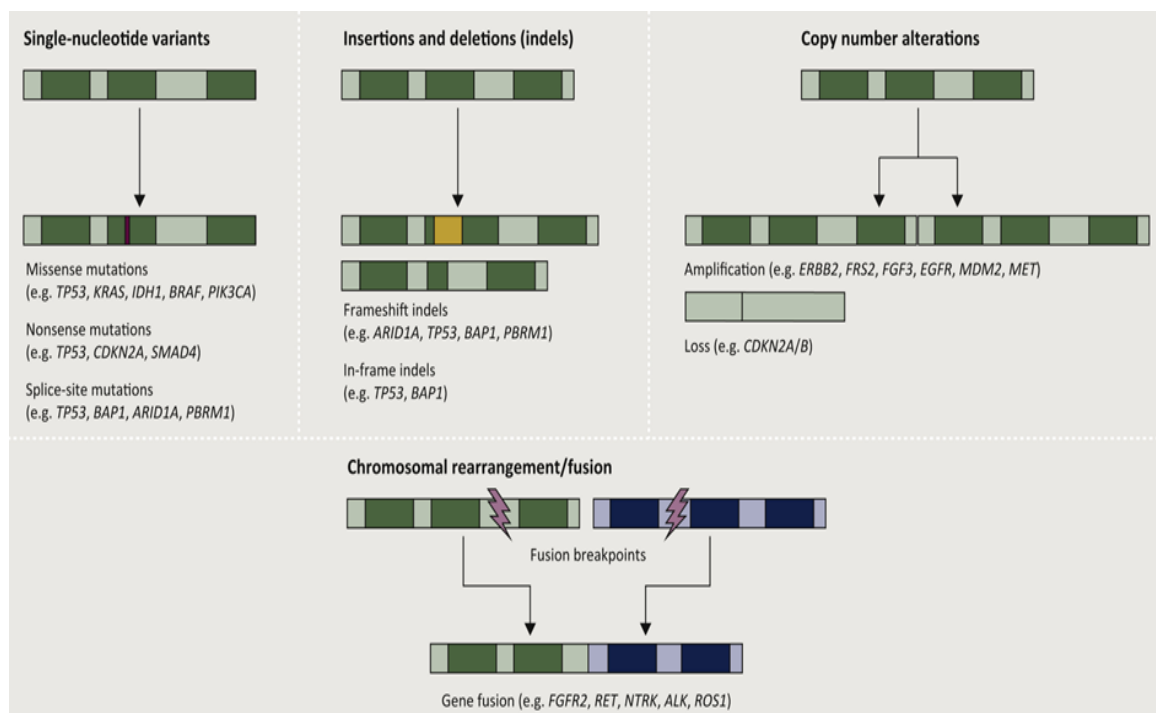 Single-nucleotide variants
Missense mutations
(e.g. TP53, KRAS, IDH1, BRAF, PIK3CA)
Nonsense mutations
(e.g. TP53, CDKN2A, SMAD4)
Splice-site mutations
(e.g. TP53, BAP1, ARID1A, PBRM1)
Insertions and deletions (indels)
Frameshift indels
(e.g. ARID1A, TP53, BAP1, PBRM1)
In-frame indels
(e.g. TP53, BAP1)
Copy number alterations
Amplification (e.g. ERBB2, FRS2, FGF3, EGFR, MDM2, MET)
Loss (e.g. CDKN2A/B)
Chromosomal rearrangement/fusion
Fusion breakpoints
Gene fusion (e.g. FGFR2, RET, NTRK, ALK, ROS1)